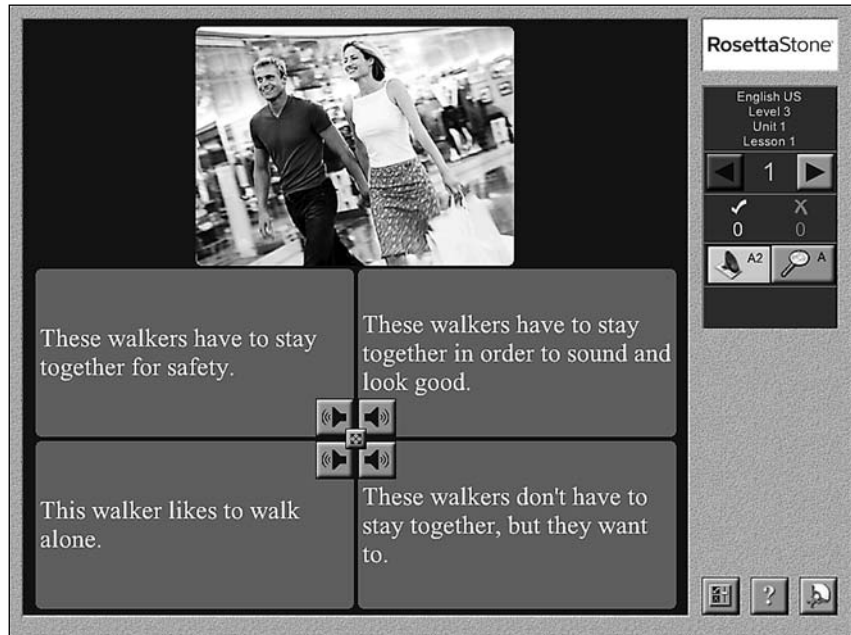 RosettaStone
English US
Level 3
Unit 1
Lesson 1
1
0 0
A2 A
These walkers have to stay
together for safety.
These walkers have to stay
together in order to sound and
look good.
This walker likes to walk
alone.
These walkers don't have to
stay together, but they want
to.
?